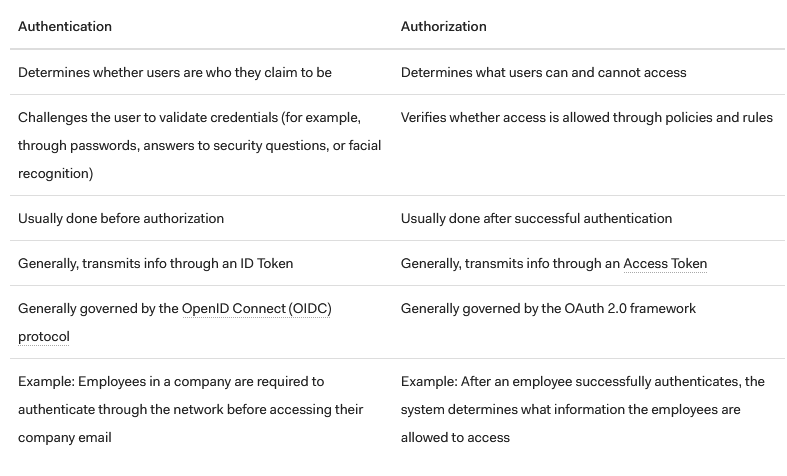 Authentication
Authorization
Determines whether users are who they claim to be
Determines what users can and cannot access
Challenges the user to validate credentials (for example,
through passwords, answers to security questions, or facial
recognition)
Verifies whether access is allowed through policies and rules
Usually done before authorization
Usually done after successful authentication
Generally, transmits info through an ID Token
Generally, transmits info through an Access Token
Generally governed by the OpenID Connect (OIDC)
protocol
Generally governed by the OAuth 2.0 framework
Example: Employees in a company are required to
authenticate through the network before accessing their
company email
Example: After an employee successfully authenticates, the
system determines what information the employees are
allowed to access